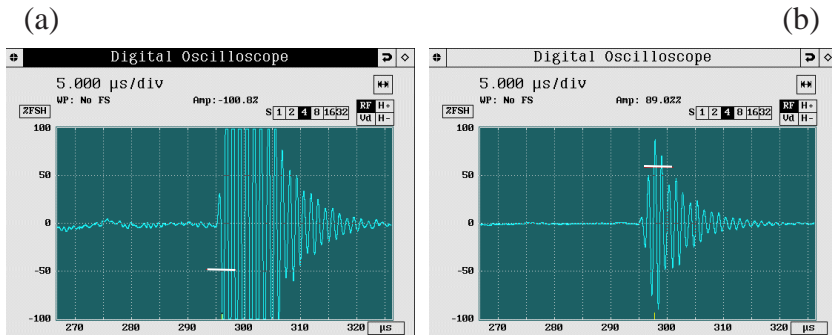 (a)
(b)
Digital Oscilloscope
5.000 µs/div
WP: No FS Amp:-100.8%
%FSH
S 1 2 4 8 16 32
RF H+
Vd H-
100
50
0
-50
-100
270 280 290 300 310 320 µs
Digital Oscilloscope
5.000 µs/div
WP: No FS Amp: 89.0%%
%FSH
S 1 2 4 8 16 32
RF H+
Vd H-
100
50
0
-50
-100
270 280 290 300 310 320 µs